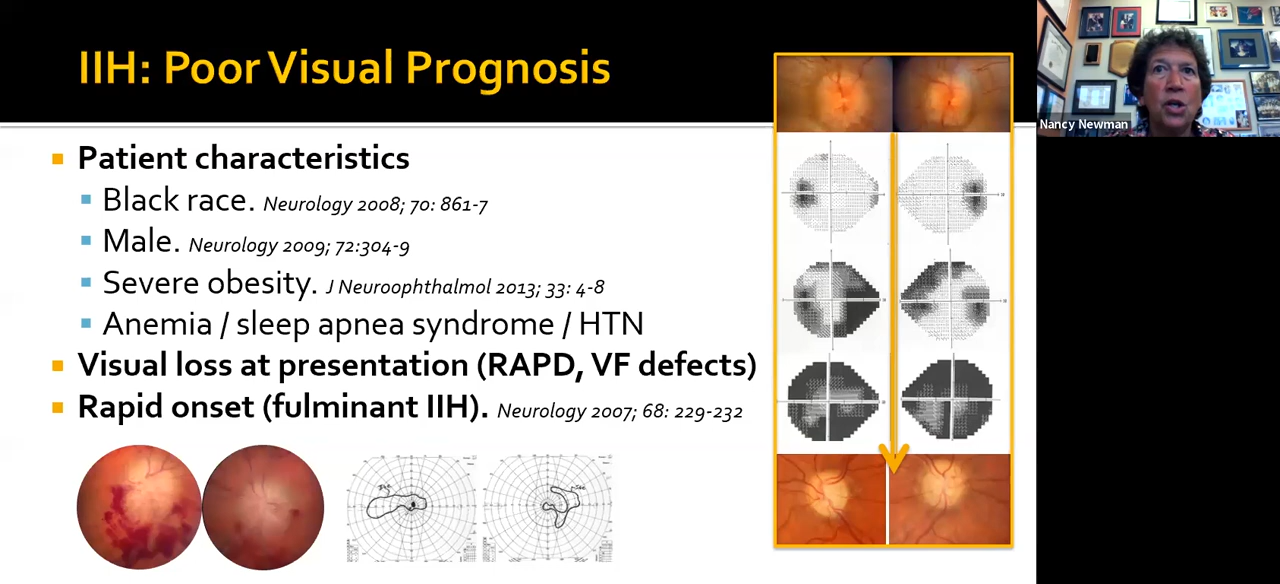 IIH: Poor Visual Prognosis
Nancy Newman
Patient characteristics
Black race. Neurology 2008; 70: 861-7
Male. Neurology 2009; 72:304-9
Severe obesity. J Neuroophthalmol 2013; 33: 4-8
Anemia / sleep apnea syndrome / HTN
Visual loss at presentation (RAPD, VF defects)
Rapid onset (fulminant IIH). Neurology 2007; 68: 229-232